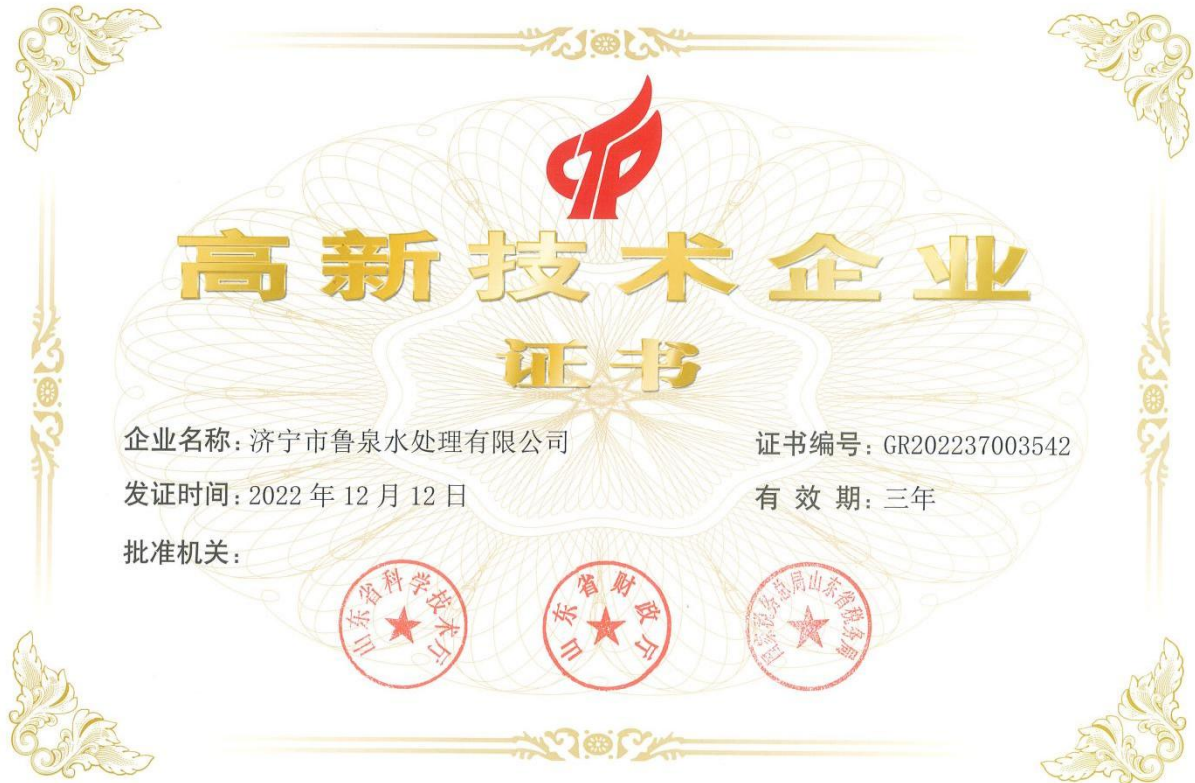 高新技术企业
证书
企业名称：济宁市鲁泉水处理有限公司
证书编号：GR202237003542
发证时间：2022年12月12日
有效期：三年
批准机关：
山东省科学技术厅
山东省财政厅
国家税务总局山东省税务局